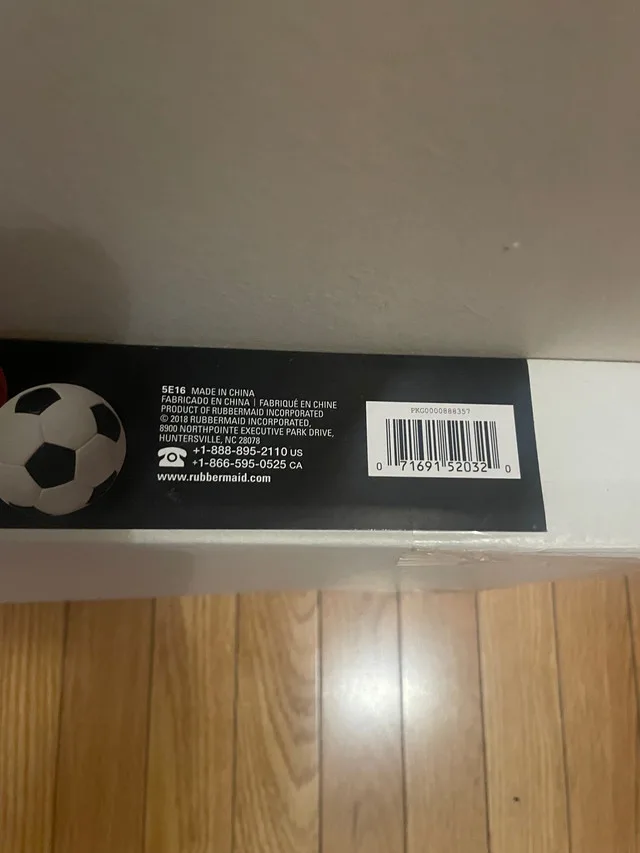 5E16 MADE IN CHINA
FABRICADO EN CHINA | FABRIQUÉ EN CHINE
PRODUCT OF RUBBERMAID INCORPORATED
© 2018 RUBBERMAID INCORPORATED,
8900 NORTHPOINTE EXECUTIVE PARK DRIVE,
HUNTERSVILLE, NC 28078
+1-888-895-2110 US
+1-866-595-0525 CA
www.rubbermaid.com
PKG0000888357
0 71691 52032 0